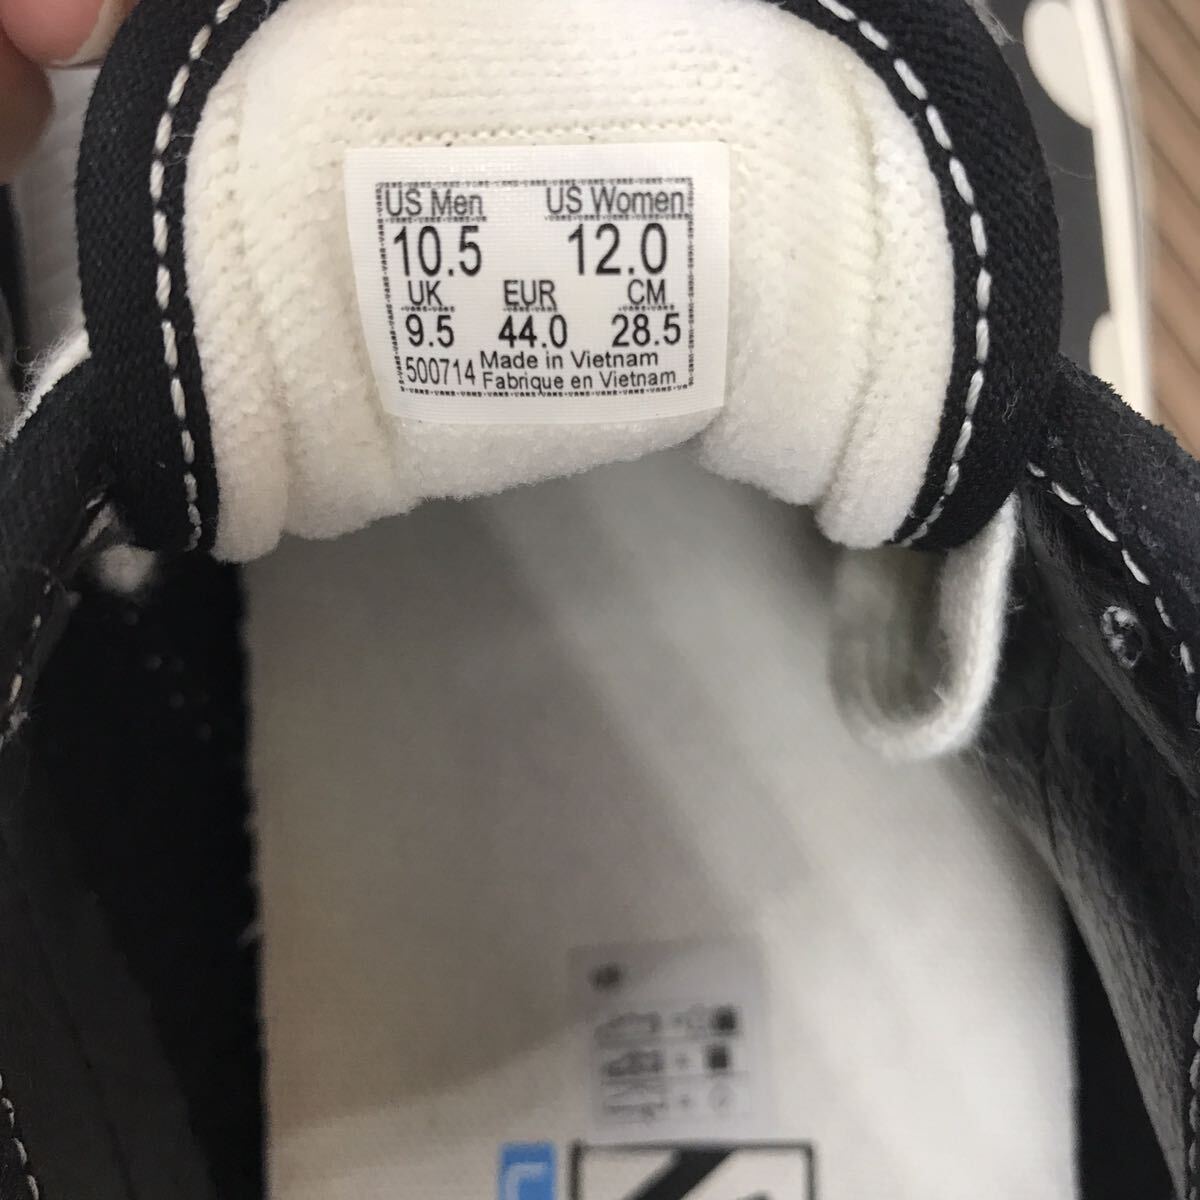 US Men US Women
10.5 12.0
UK EUR CM
9.5 44.0 28.5
500714 Made in Vietnam
Fabrique en Vietnam
L